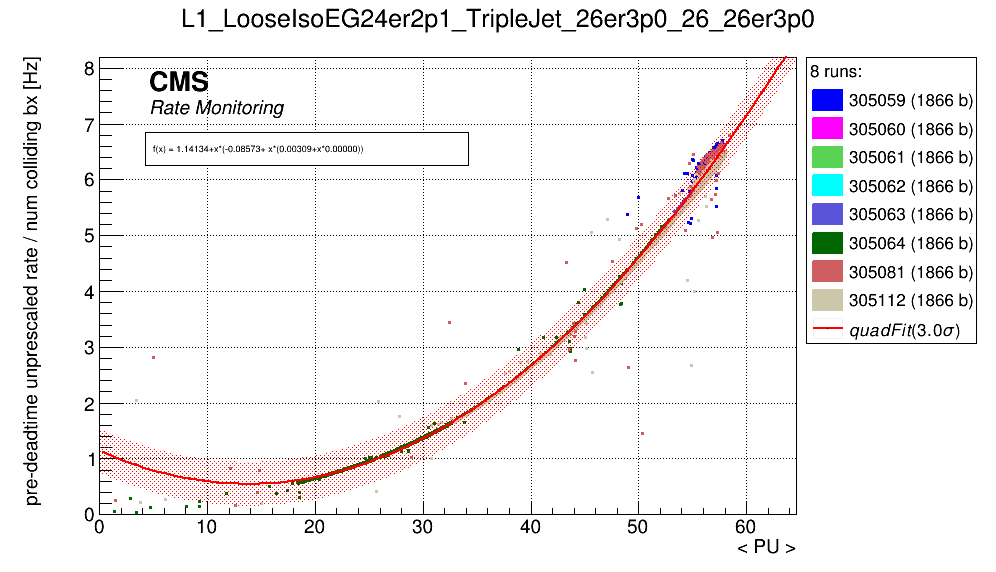 L1_LooseIsoEG24er2p1_TripleJet_26er3p0_26_26er3p0
pre-deadtime unprescaled rate / num colliding bx [Hz]
CMS
Rate Monitoring
f(x) = 1.14134+x*(-0.08573+ x*(0.00309+x*0.00000))
8
7
6
5
4
3
2
1
0
0 10 20 30 40 50 60
< PU >
8 runs:
305059 (1866 b)
305060 (1866 b)
305061 (1866 b)
305062 (1866 b)
305063 (1866 b)
305064 (1866 b)
305081 (1866 b)
305112 (1866 b)
quadFit(3.0σ)